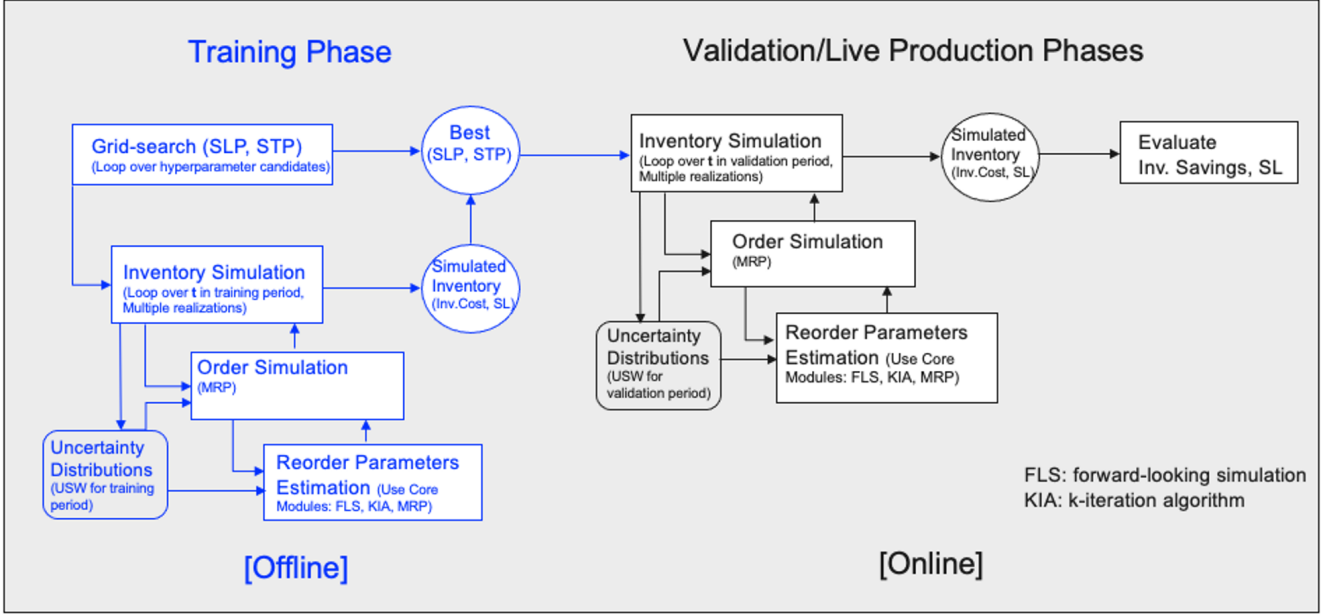 Training Phase
Grid-search (SLP, STP)
(Loop over hyperparameter candidates)
Best
(SLP, STP)
Inventory Simulation
(Loop over t in training period,
Multiple realizations)
Simulated
Inventory
(Inv.Cost, SL)
Order Simulation
(MRP)
Uncertainty
Distributions
(USW for training
period)
Reorder Parameters
Estimation (Use Core
Modules: FLS, KIA, MRP)
[Offline]
Validation/Live Production Phases
Inventory Simulation
(Loop over t in validation period,
Multiple realizations)
Simulated
Inventory
(Inv.Cost, SL)
Evaluate
Inv. Savings, SL
Order Simulation
(MRP)
Uncertainty
Distributions
(USW for
validation period)
Reorder Parameters
Estimation (Use Core
Modules: FLS, KIA, MRP)
FLS: forward-looking simulation
KIA: k-iteration algorithm
[Online]